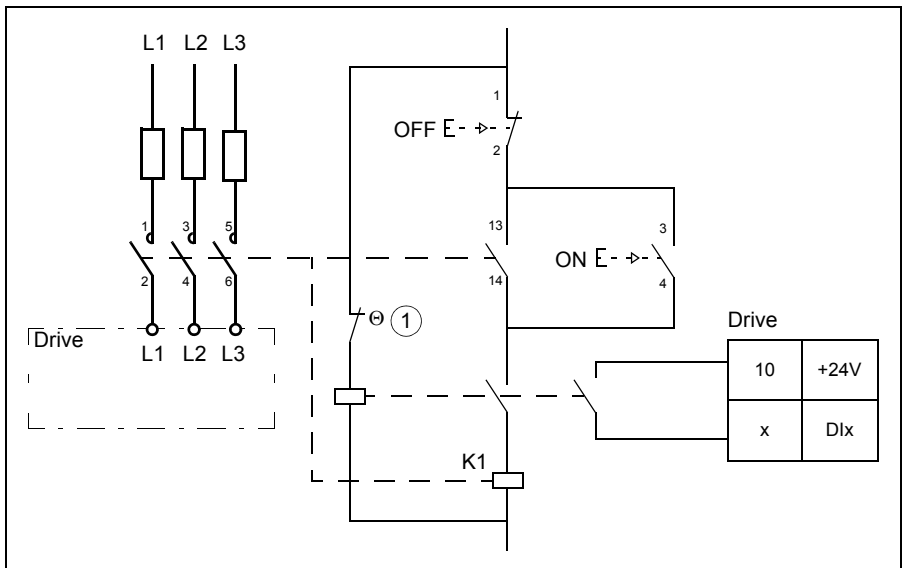 L1 L2 L3
1
OFF
2
1 3 5
13
3
ON
2 4 6
14
4
Θ 1
Drive
L1 L2 L3
Drive
10 +24V
x DIx
K1